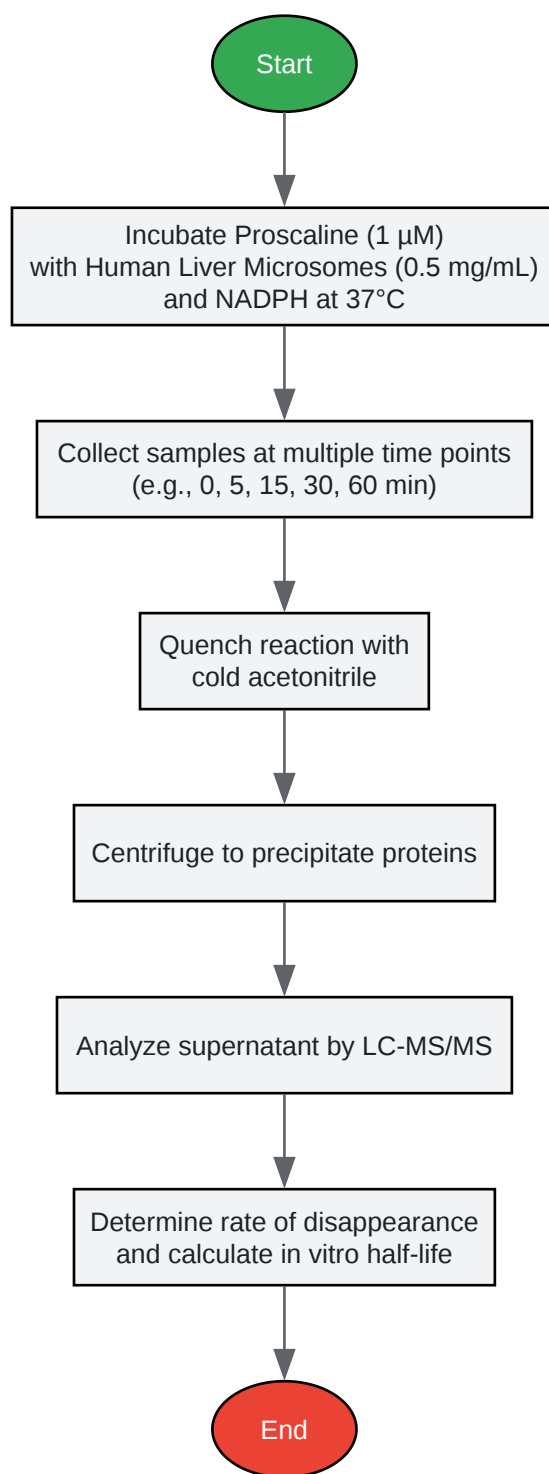 Start
Incubate Proscaline (1 µM)
with Human Liver Microsomes (0.5 mg/mL)
and NADPH at 37°C
Collect samples at multiple time points
(e.g., 0, 5, 15, 30, 60 min)
Quench reaction with
cold acetonitrile
Centrifuge to precipitate proteins
Analyze supernatant by LC-MS/MS
Determine rate of disappearance
and calculate in vitro half-life
End